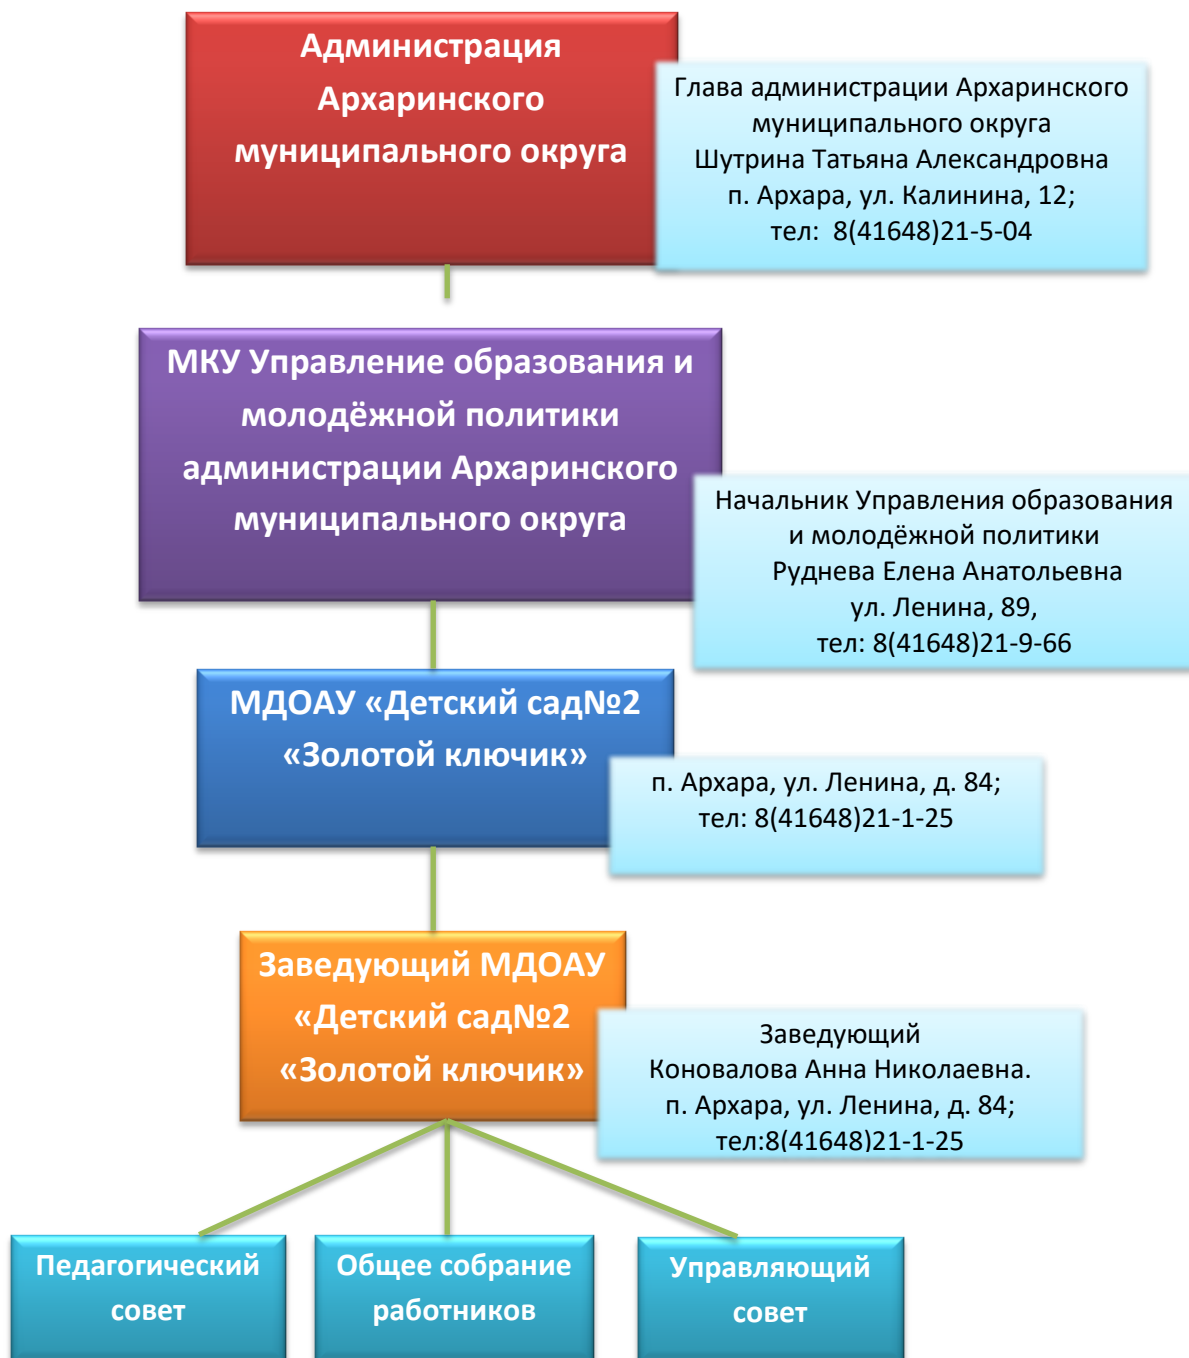 Администрация
Архаринского
муниципального округа
Глава администрации Архаринского
муниципального округа
Шутрина Татьяна Александровна
п. Архара, ул. Калинина, 12;
тел:  8(41648)21-5-04
МКУ Управление образования и
молодёжной политики
администрации Архаринского
муниципального округа
Начальник Управления образования
и молодёжной политики
Руднева Елена Анатольевна
ул. Ленина, 89,
тел: 8(41648)21-9-66
МДОАУ «Детский сад№2
«Золотой ключик»
п. Архара, ул. Ленина, д. 84;
тел: 8(41648)21-1-25
Заведующий МДОАУ
«Детский сад№2
«Золотой ключик»
Заведующий
Коновалова Анна Николаевна.
п. Архара, ул. Ленина, д. 84;
тел:8(41648)21-1-25
Педагогический
совет
Общее собрание
работников
Управляющий
совет